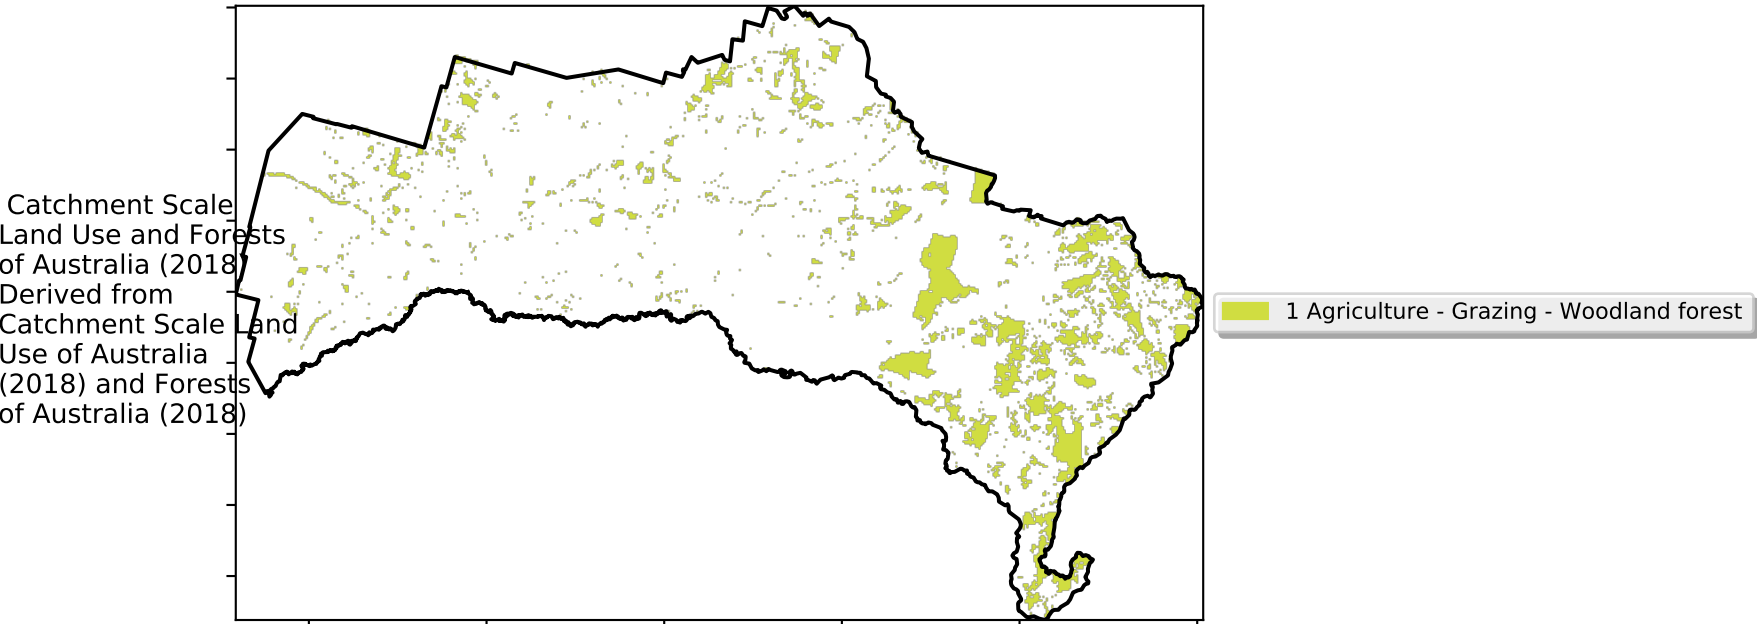 Catchment Scale
Land Use and Forests
of Australia (2018)
Derived from
Catchment Scale Land
Use of Australia
(2018) and Forests
of Australia (2018)
1 Agriculture - Grazing - Woodland forest